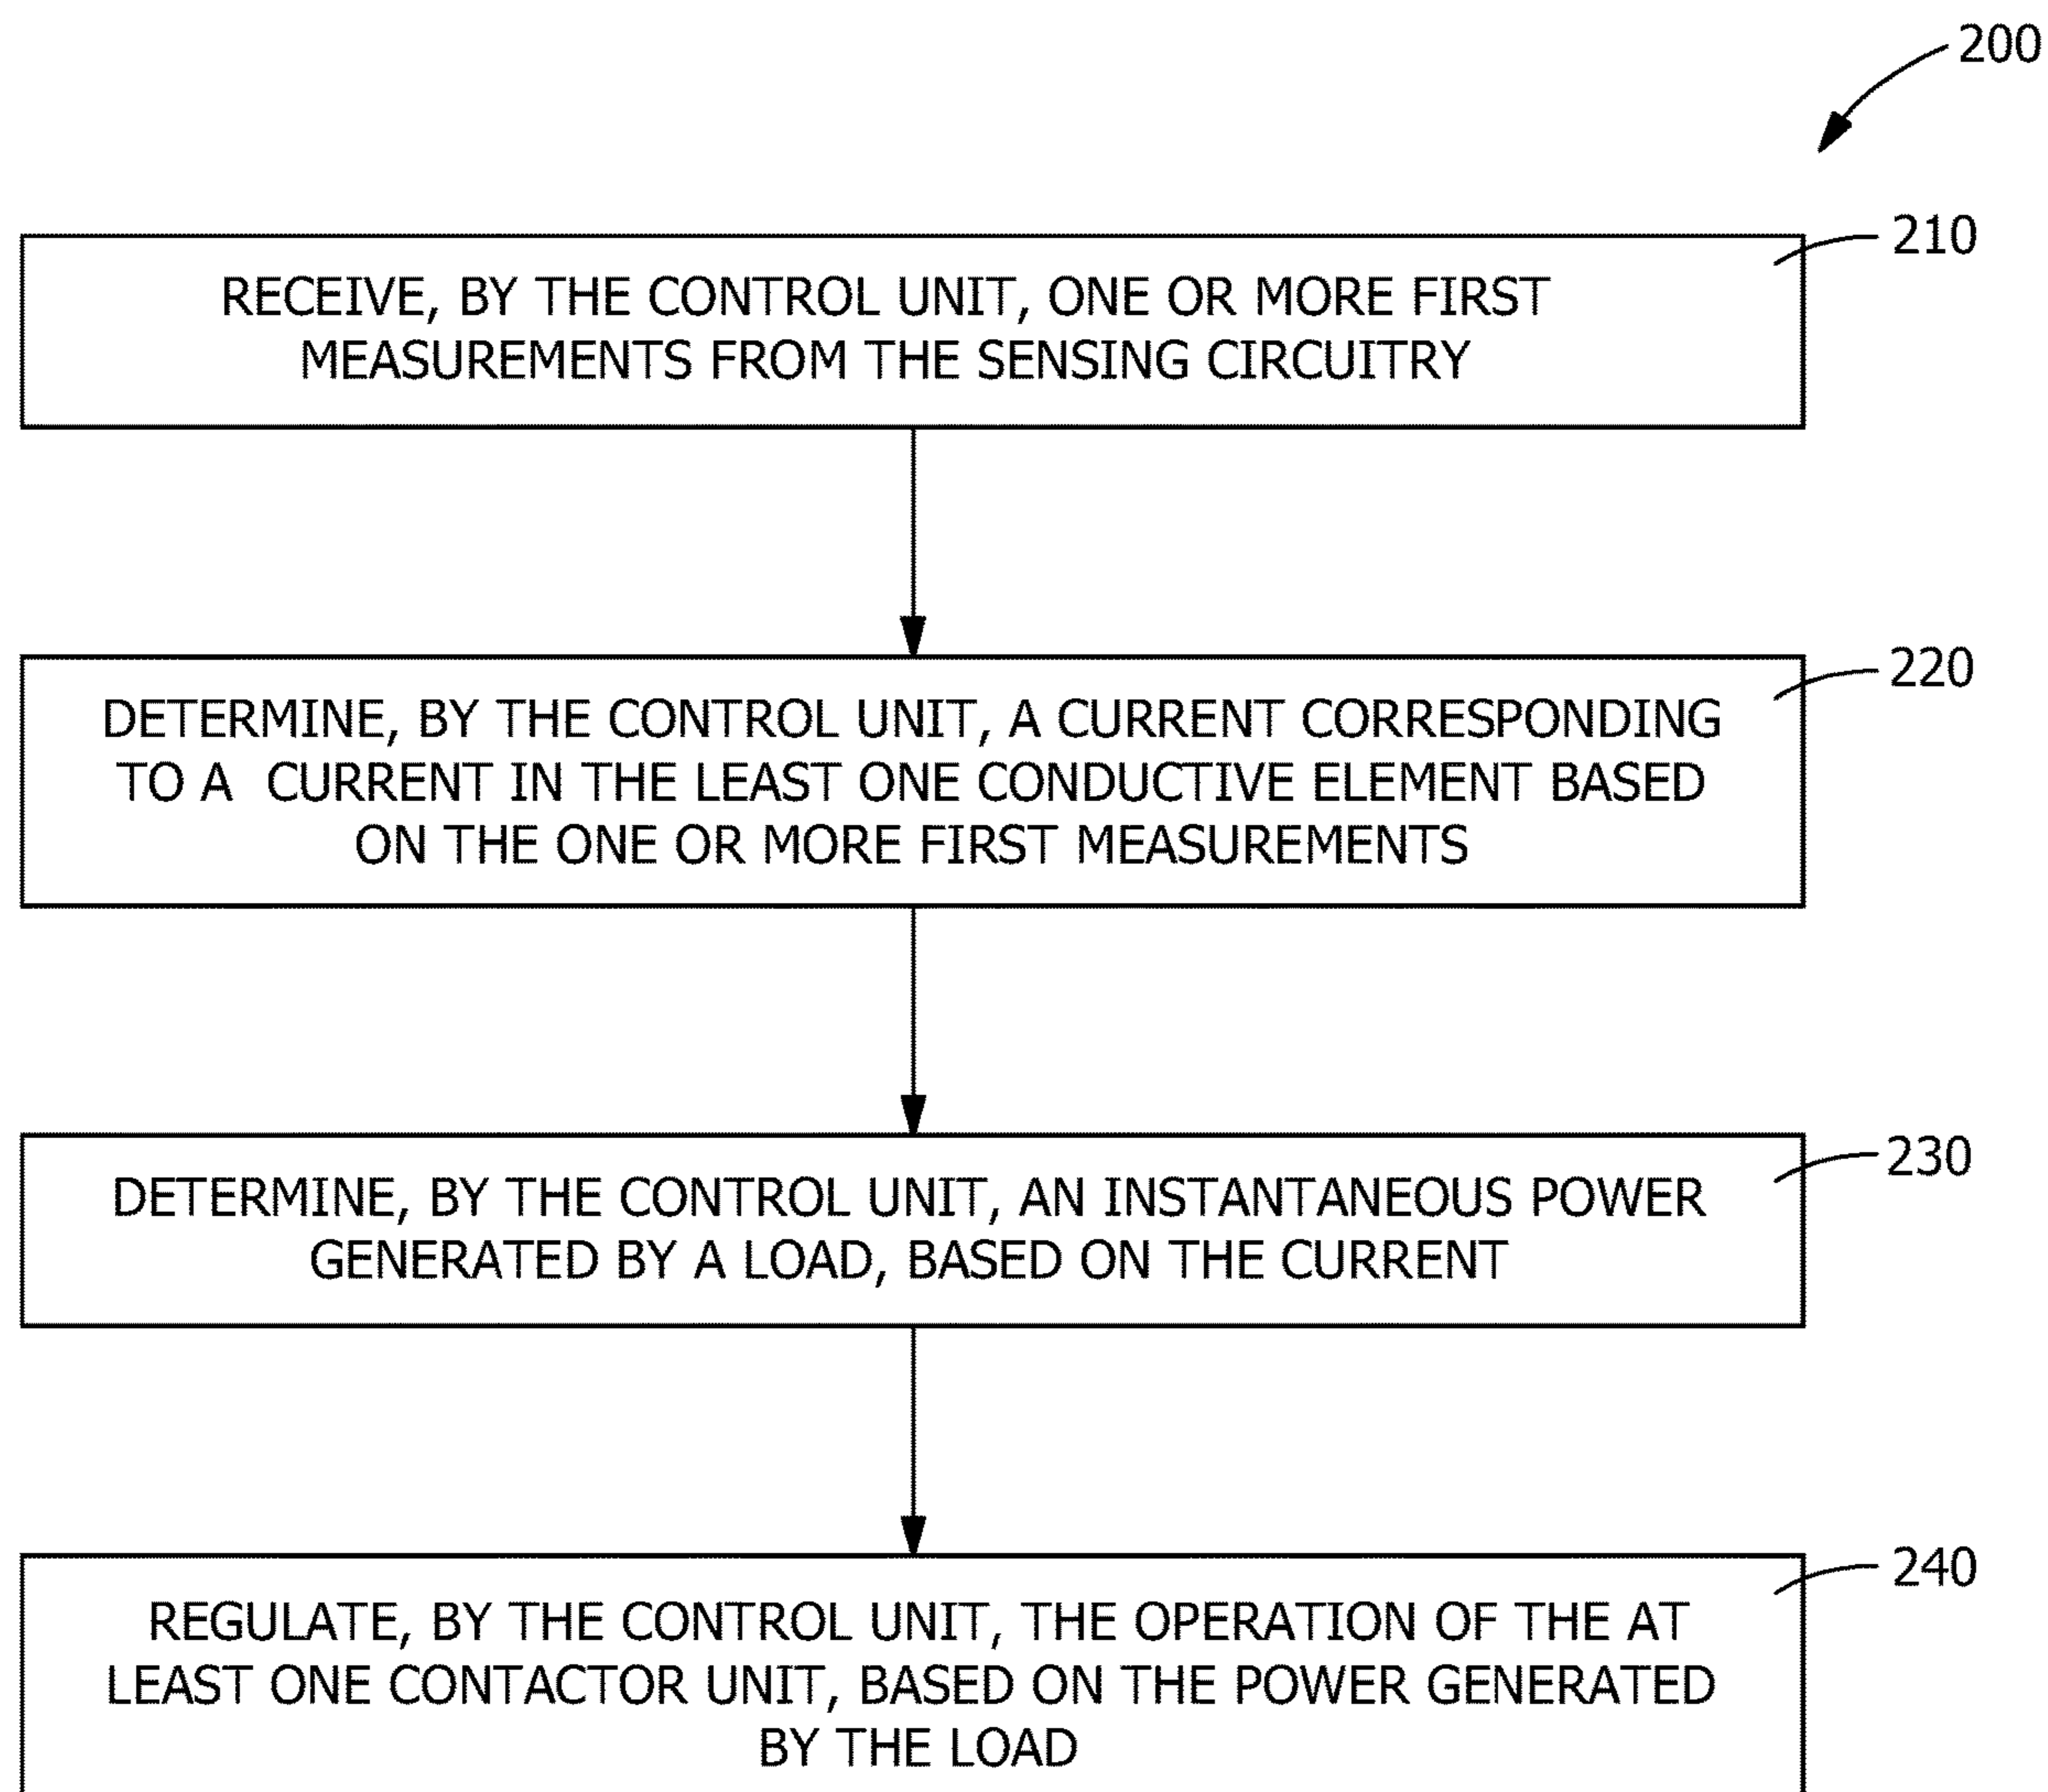 200
210
RECEIVE, BY THE CONTROL UNIT, ONE OR MORE FIRST
MEASUREMENTS FROM THE SENSING CIRCUITRY
220
DETERMINE, BY THE CONTROL UNIT, A CURRENT CORRESPONDING
TO A CURRENT IN THE LEAST ONE CONDUCTIVE ELEMENT BASED
ON THE ONE OR MORE FIRST MEASUREMENTS
230
DETERMINE, BY THE CONTROL UNIT, AN INSTANTANEOUS POWER
GENERATED BY A LOAD, BASED ON THE CURRENT
240
REGULATE, BY THE CONTROL UNIT, THE OPERATION OF THE AT
LEAST ONE CONTACTOR UNIT, BASED ON THE POWER GENERATED
BY THE LOAD